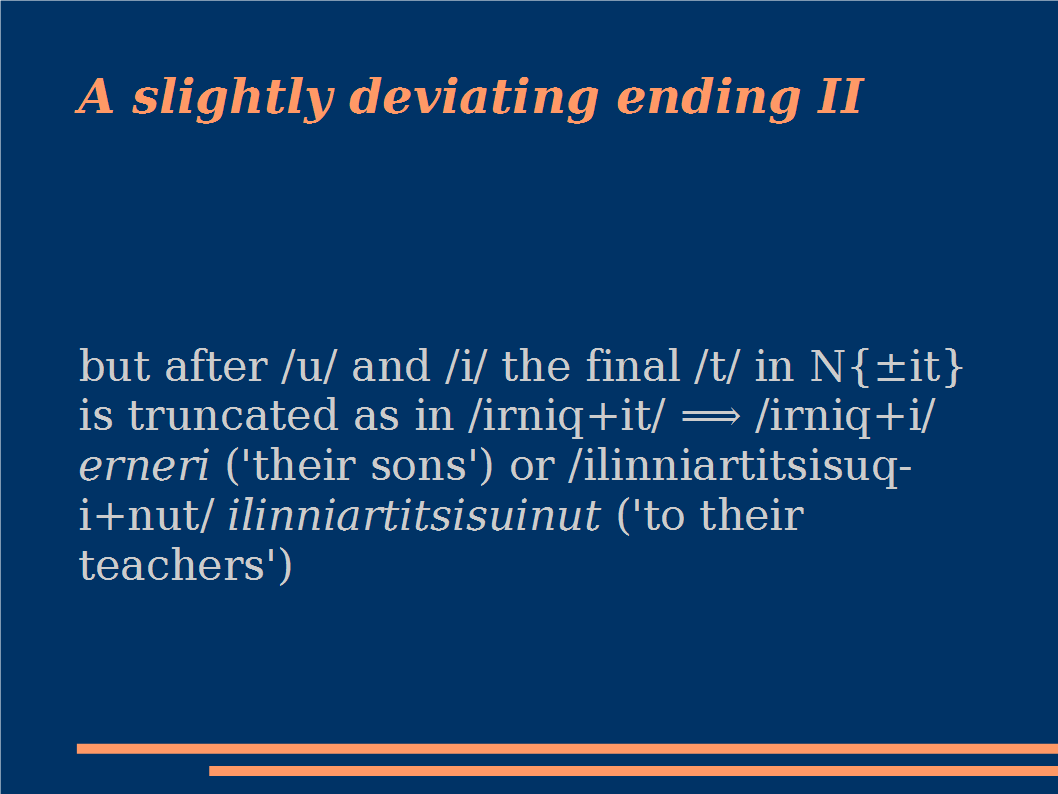 A slightly deviating ending II
but after /u/ and /i/ the final /t/ in N{±it}
is truncated as in /irniq+it/ ⟹ /irniq+i/
erneri ('their sons') or /ilinniartitsisuq-
i+nut/ ilinniartitsisuinut ('to their
teachers')